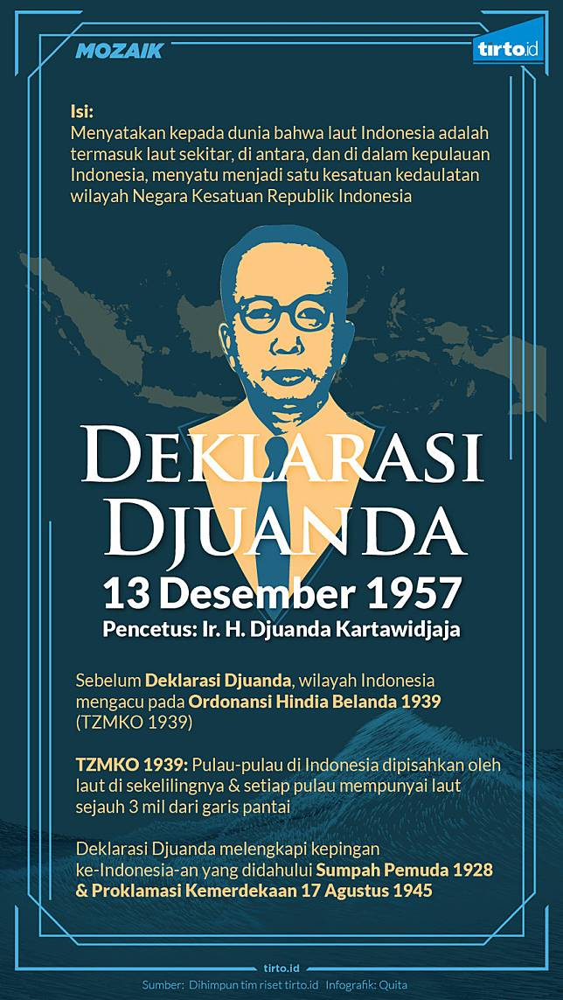 MOZAIK
tirto.id
Isi:
Menyatakan kepada dunia bahwa laut Indonesia adalah
termasuk laut sekitar, di antara, dan di dalam kepulauan
Indonesia, menyatu menjadi satu kesatuan kedaulatan
wilayah Negara Kesatuan Republik Indonesia
DEKLARASI
DJUANDA
13 Desember 1957
Pencetus: Ir. H. Djuanda Kartawidjaja
Sebelum Deklarasi Djuanda, wilayah Indonesia
mengacu pada Ordonansi Hindia Belanda 1939
(TZMKO 1939)
TZMKO 1939: Pulau-pulau di Indonesia dipisahkan oleh
laut di sekelilingnya & setiap pulau mempunyai laut
sejauh 3 mil dari garis pantai
Deklarasi Djuanda melengkapi kepingan
ke-Indonesia-an yang didahului Sumpah Pemuda 1928
& Proklamasi Kemerdekaan 17 Agustus 1945
tirto.id
Sumber: Dihimpun tim riset tirto.id Infografik: Quita